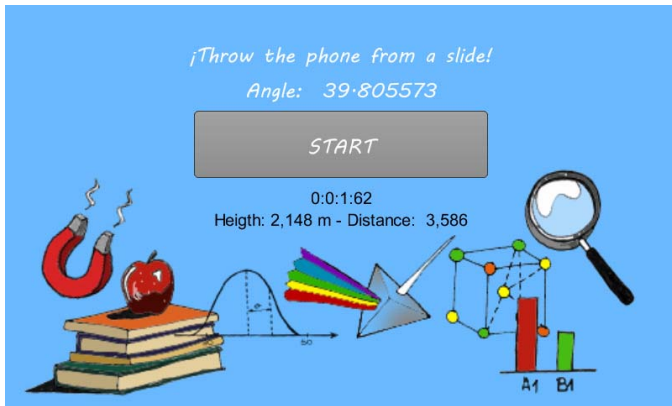 ¡Throw the phone from a slide!
Angle: 39.805573
START
0:0:1:62
Heigth: 2,148 m - Distance: 3,586
A1 B1